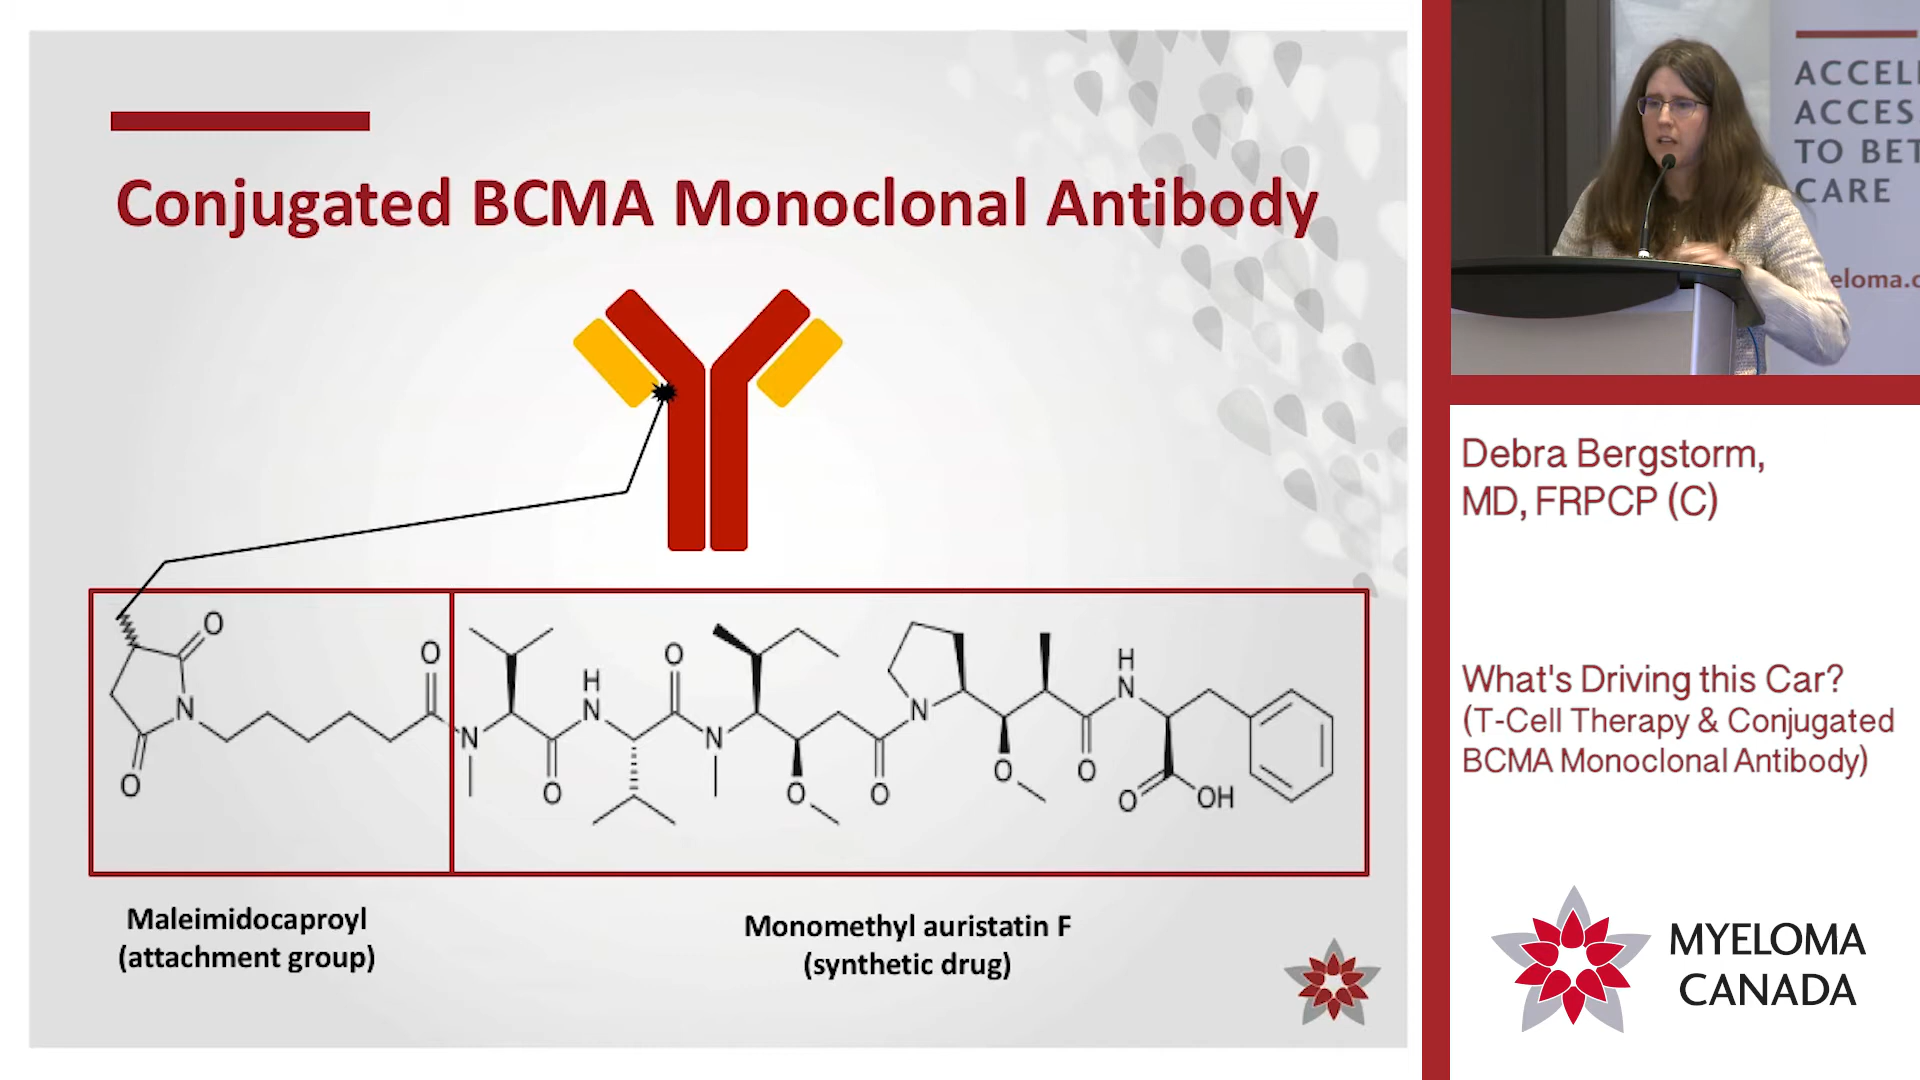 Conjugated BCMA Monoclonal Antibody
O
O
N
O
N
O
H
N
O
N
O
O
N
O
O
H
N
O
OH
Maleimidocaproyl
(attachment group)
Monomethyl auristatin F
(synthetic drug)
ACCEL
ACCES
TO BET
CARE
eloma.c
Debra Bergstorm,
MD, FRPCP (C)
What's Driving this Car?
(T-Cell Therapy & Conjugated
BCMA Monoclonal Antibody)
MYELOMA
CANADA